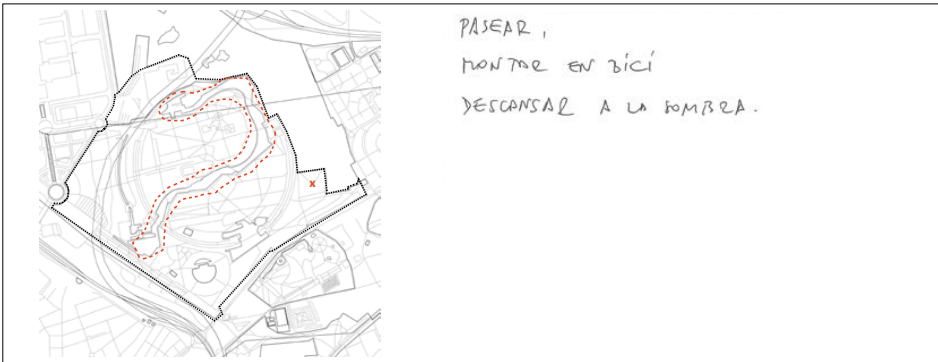 PASEAR,
MONTAR EN BICI
DESCANSAR A LA SOMBRA.
x